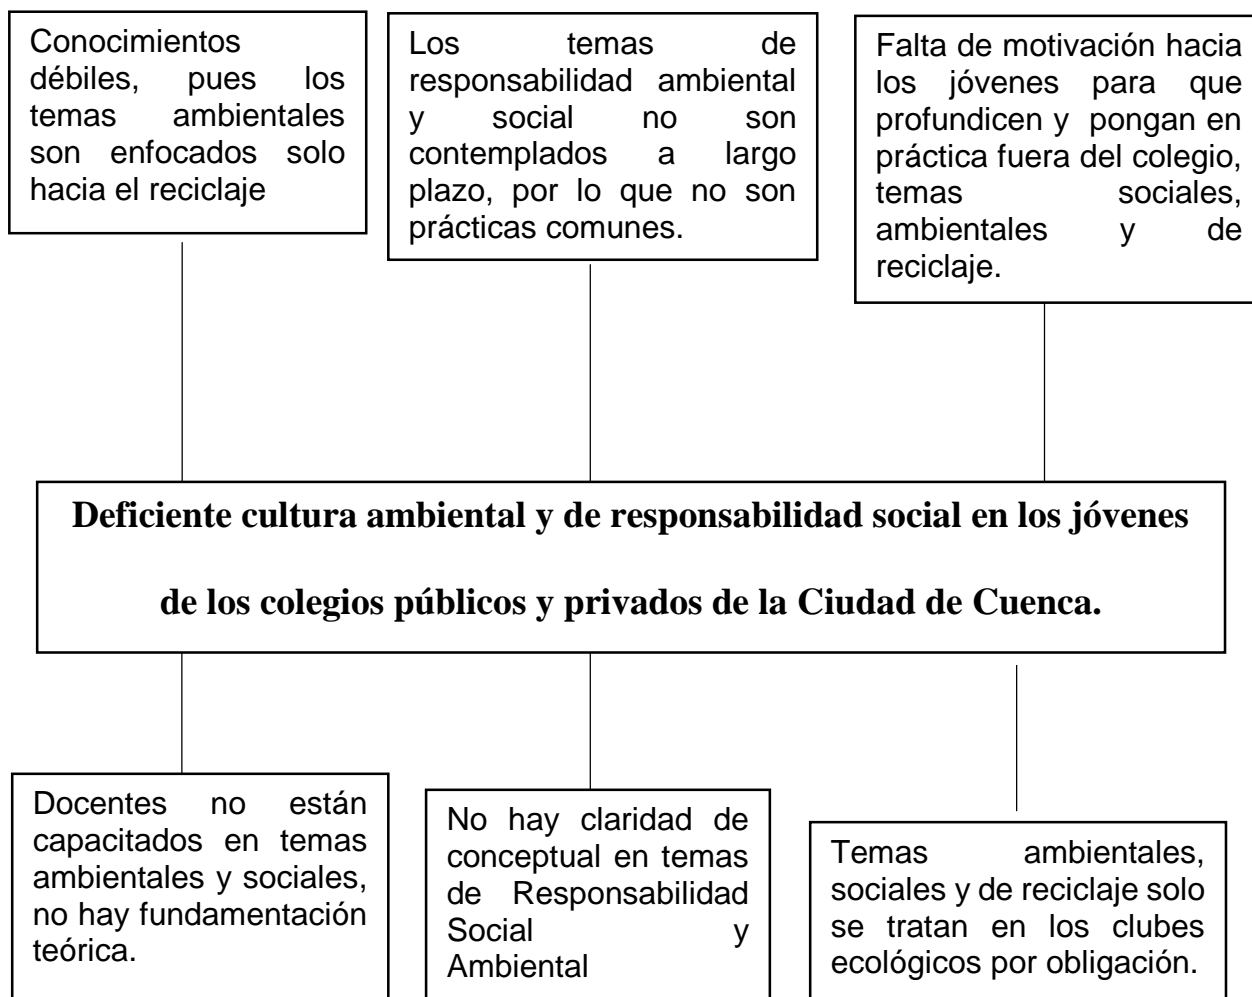 Conocimientos
débiles, pues los
temas ambientales
son enfocados solo
hacia el reciclaje
Los temas de
responsabilidad ambiental
y social no son
contemplados a largo
plazo, por lo que no son
prácticas comunes.
Falta de motivación hacia
los jóvenes para que
profundicen y pongan en
práctica fuera del colegio,
temas sociales,
ambientales y de
reciclaje.
Deficiente cultura ambiental y de responsabilidad social en los jóvenes
de los colegios públicos y privados de la Ciudad de Cuenca.
Docentes no están
capacitados en temas
ambientales y sociales,
no hay fundamentación
teórica.
No hay claridad de
conceptual en temas
de Responsabilidad
Social y
Ambiental
Temas ambientales,
sociales y de reciclaje solo
se tratan en los clubes
ecológicos por obligación.